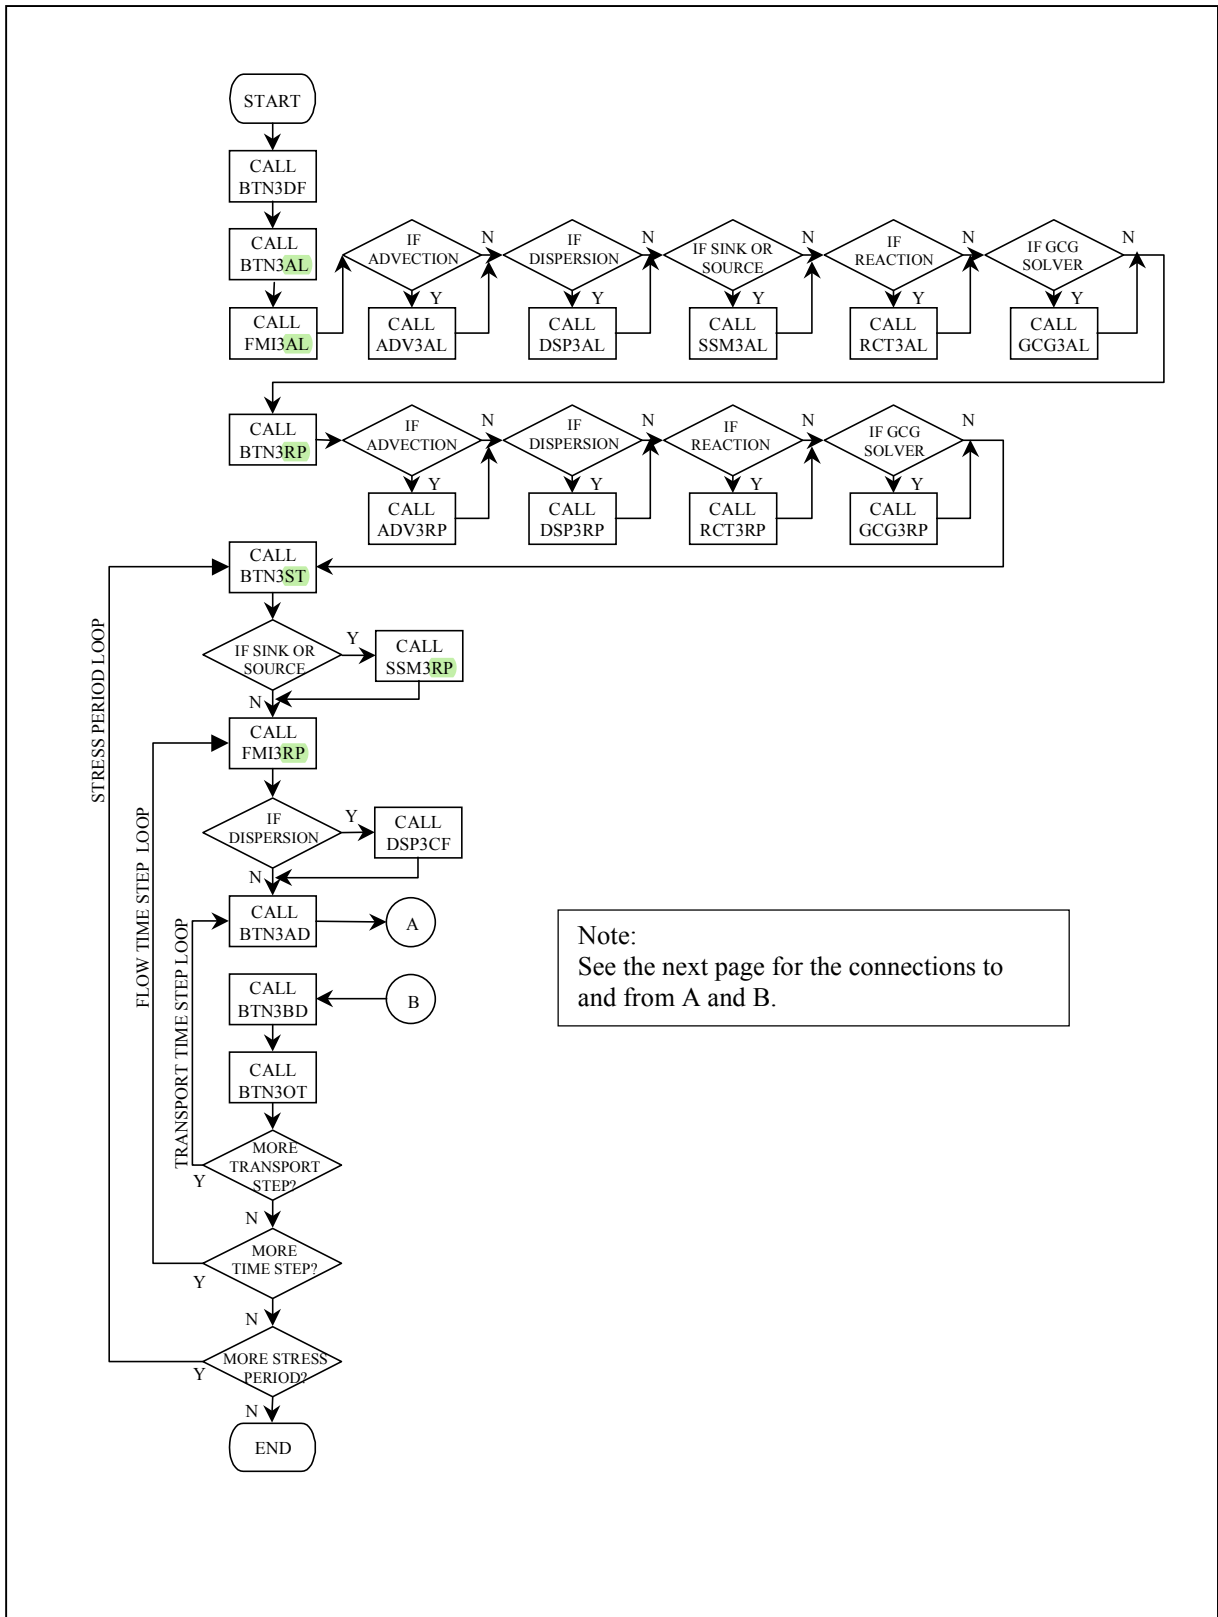 START
CALL
BTN3DF
CALL
BTN3AL
CALL
FMI3AL
IF
ADVECTION
N
Y
CALL
ADV3AL
IF
DISPERSION
N
Y
CALL
DSP3AL
IF SINK OR
SOURCE
N
Y
CALL
SSM3AL
IF
REACTION
N
Y
CALL
RCT3AL
IF GCG
SOLVER
N
Y
CALL
GCG3AL
CALL
BTN3RP
IF
ADVECTION
N
Y
CALL
ADV3RP
IF
DISPERSION
N
Y
CALL
DSP3RP
IF
REACTION
N
Y
CALL
RCT3RP
IF GCG
SOLVER
N
Y
CALL
GCG3RP
CALL
BTN3ST
IF SINK OR
SOURCE
Y
CALL
SSM3RP
N
CALL
FMI3RP
IF
DISPERSION
Y
CALL
DSP3CF
N
CALL
BTN3AD
A
CALL
BTN3BD
B
CALL
BTN3OT
MORE
TRANSPORT
STEP?
Y
N
MORE
TIME STEP?
Y
N
MORE STRESS
PERIOD?
Y
N
END
STRESS PERIOD LOOP
FLOW TIME STEP LOOP
TRANSPORT TIME STEP LOOP
Note:
See the next page for the connections to
and from A and B.